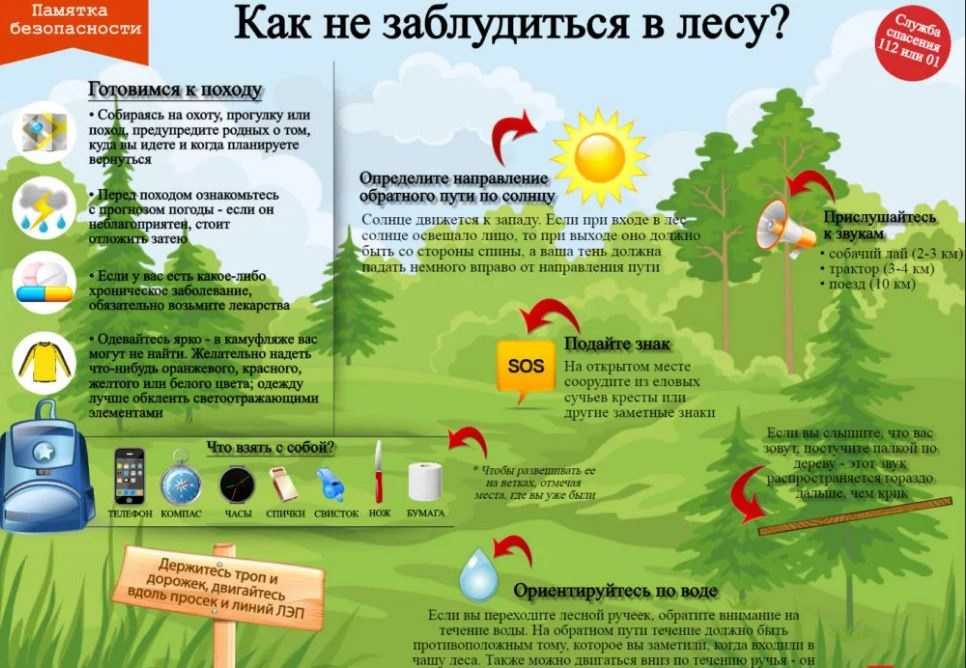 Памятка
безопасности
Как не заблудиться в лесу?
Служба
спасения
112 или 01
Готовимся к походу
• Собираясь на охоту, прогулку или
поход, предупредите родных о том,
куда вы идете и когда планируете
вернуться
• Перед походом ознакомьтесь
с прогнозом погоды - если он
неблагоприятен, стоит
отложить затею
• Если у вас есть какое-либо
хроническое заболевание,
обязательно возьмите лекарства
• Одевайтесь ярко - в камуфляже вас
могут не найти. Желательно надеть
что-нибудь оранжевого, красного,
желтого или белого цвета; одежду
лучше обклеить светоотражающими
элементами
Что взять с собой?
ТЕЛЕФОН КОМПАС ЧАСЫ СПИЧКИ СВИСТОК НОЖ БУМАГА
* Чтобы развешивать ее
на ветках, отмечая
места, где вы уже были
Определите направление
обратного пути по солнцу
Солнце движется к западу. Если при входе в лес
солнце освещало лицо, то при выходе оно должно
быть со стороны спины, а ваша тень должна
падать немного вправо от направления пути
Прислушайтесь
к звукам
• собачий лай (2-3 км)
• трактор (3-4 км)
• поезд (10 км)
SOS
Подайте знак
На открытом месте
соорудите из еловых
сучьев кресты или
другие заметные знаки
Если вы слышите, что вас
зовут, постучите палкой по
дереву - этот звук
распространяется гораздо
дальше, чем крик
Держитесь троп и
дорожек, двигайтесь
вдоль просек и линий ЛЭП
Ориентируйтесь по воде
Если вы переходите лесной ручеек, обратите внимание на
течение воды. На обратном пути течение должно быть
противоположным тому, которое вы заметили, когда входили в
чащу леса. Также можно двигаться вниз по течению ручья - он